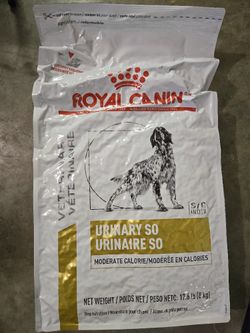 ROYAL CANIN
VETERINARY
VÉTÉRINAIRE
S/O
INDEX
URINARY SO
URINAIRE SO
MODERATE CALORIE/MODÉRÉE EN CALORIES
NET WEIGHT / POIDS NET / PESO NETO: 17.6 lb (8 kg)